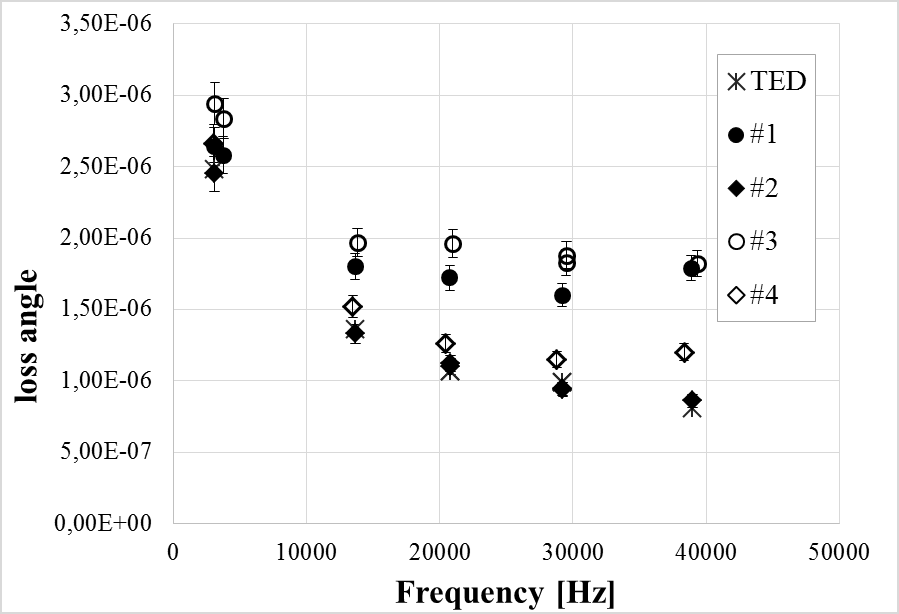 3,50E-06
3,00E-06
2,50E-06
2,00E-06
1,50E-06
1,00E-06
5,00E-07
0,00E+00
loss angle
TED
#1
#2
#3
#4
0 10000 20000 30000 40000 50000
Frequency [Hz]